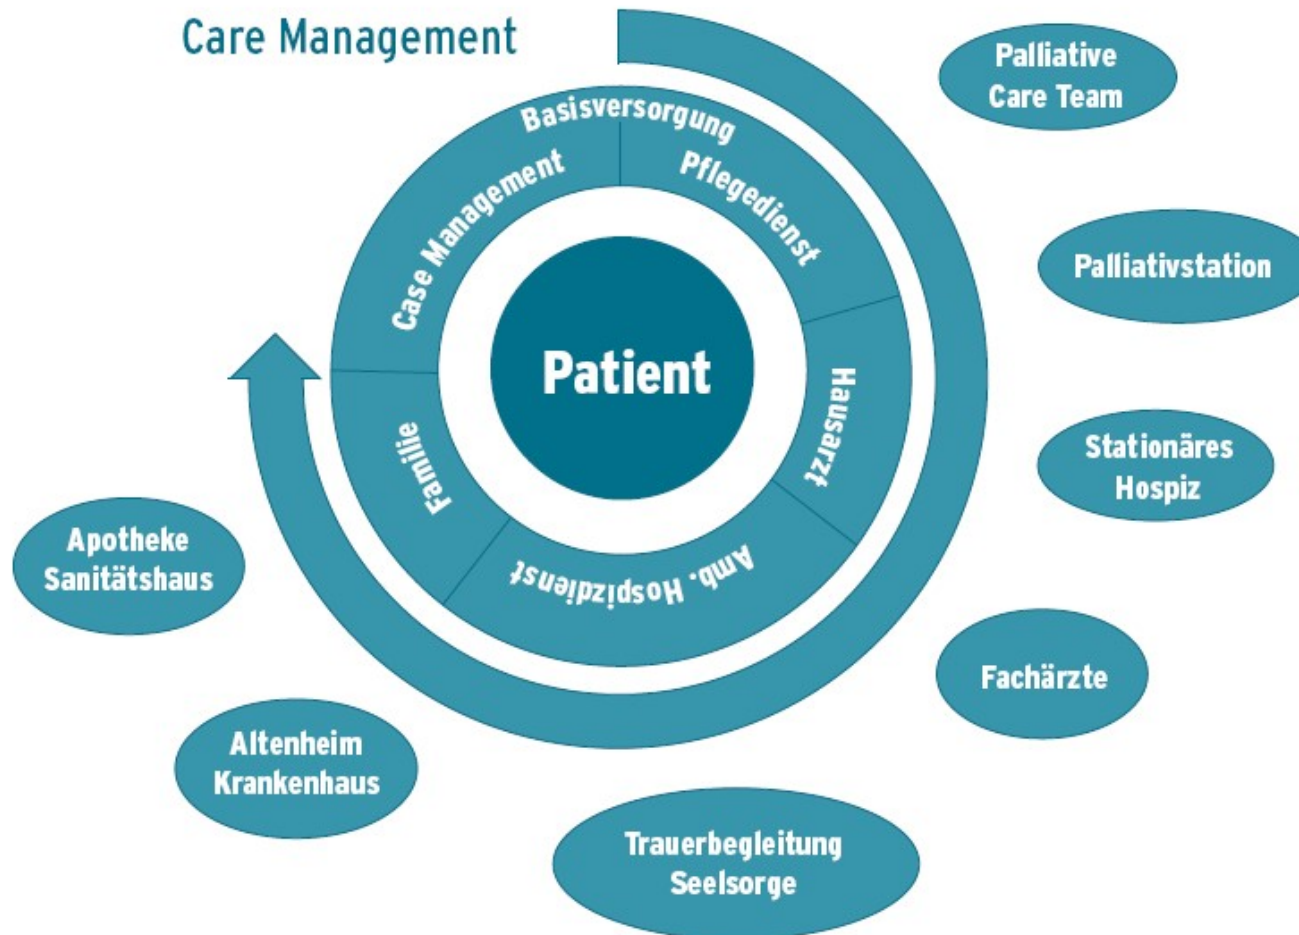 Care Management
Palliative
Care Team
Basisversorgung
Case Management
Pflegedienst
Palliativstation
Patient
Hausarzt
Familie
Stationäres
Hospiz
Amb. Hospizdienst
Apotheke
Sanitätshaus
Fachärzte
Altenheim
Krankenhaus
Trauerbegleitung
Seelsorge